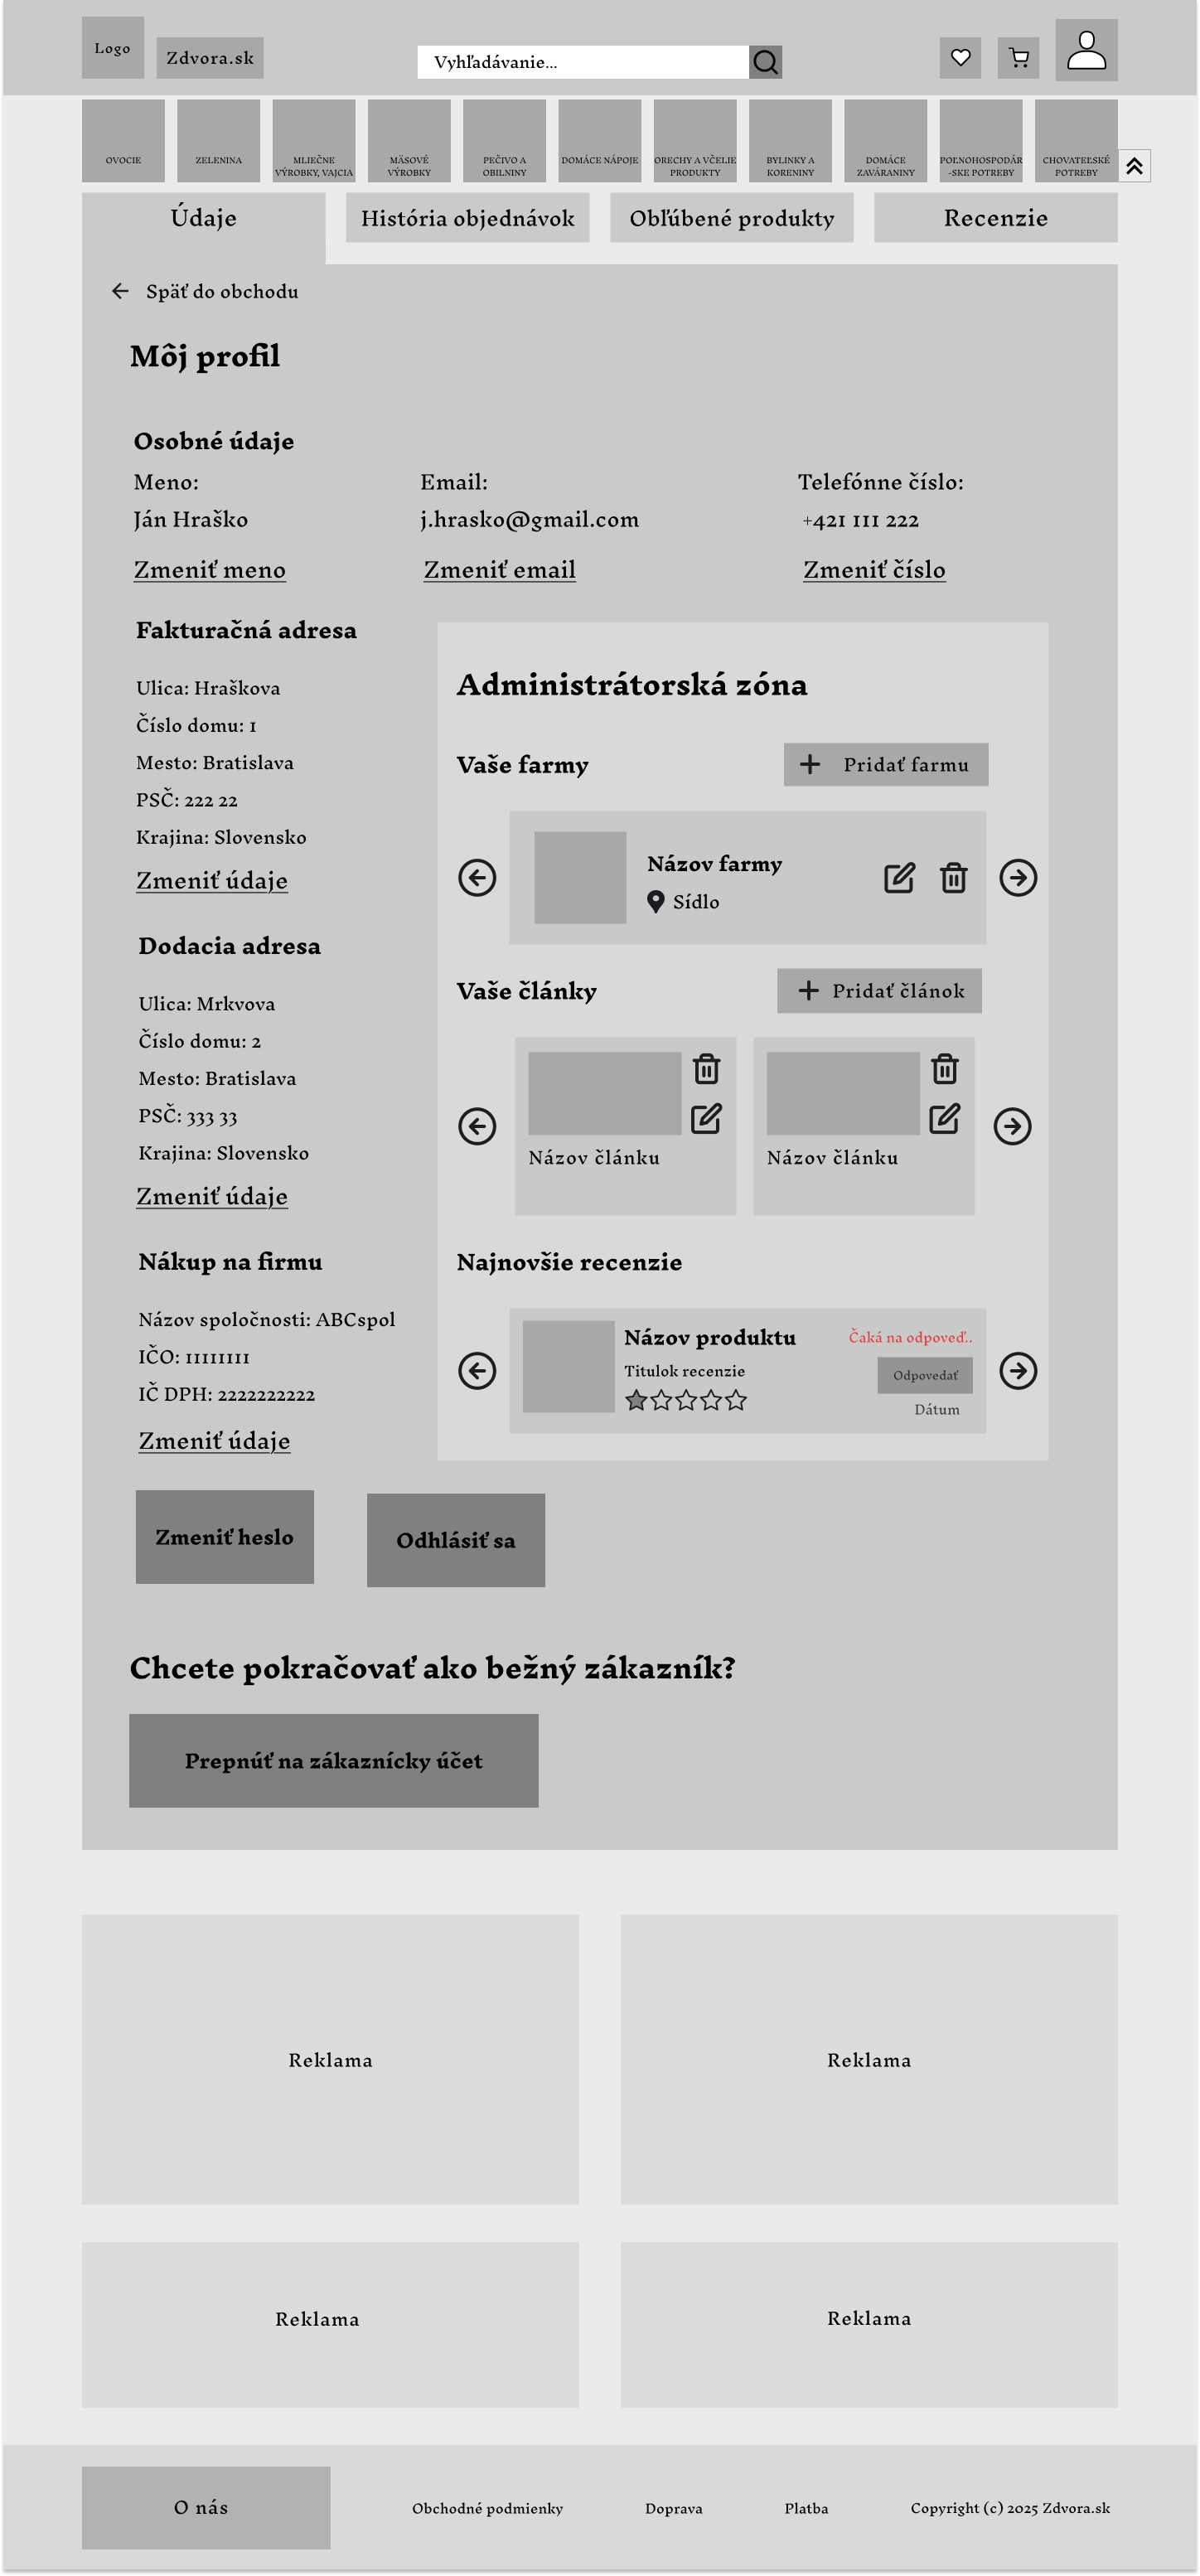 Logo
Zdvora.sk
Vyhľadávanie...
OVOCIE
ZELENINA
MLIEČNE
VÝROBKY, VAJCIA
MÄSOVÉ
VÝROBKY
PEČIVO A
OBILNINY
DOMÁCE NÁPOJE
ORECHY A VČELIE
PRODUKTY
BYLINKY A
KORENINY
DOMÁCE
ZAVÁRANINY
POĽNOHOSPODÁR
-SKE POTREBY
CHOVATEĽSKÉ
POTREBY
Údaje
História objednávok
Obľúbené produkty
Recenzie
Späť do obchodu
Môj profil
Osobné údaje
Meno:
Email:
Telefónne číslo:
Ján Hraško
j.hrasko@gmail.com
+421 111 222
Zmeniť meno
Zmeniť email
Zmeniť číslo
Fakturačná adresa
Ulica: Hraškova
Číslo domu: 1
Mesto: Bratislava
PSČ: 222 22
Krajina: Slovensko
Zmeniť údaje
Dodacia adresa
Ulica: Mrkvova
Číslo domu: 2
Mesto: Bratislava
PSČ: 333 33
Krajina: Slovensko
Zmeniť údaje
Nákup na firmu
Názov spoločnosti: ABCspol
IČO: 11111111
IČ DPH: 2222222222
Zmeniť údaje
Administrátorská zóna
Vaše farmy
Pridať farmu
Názov farmy
Sídlo
Vaše články
Pridať článok
Názov článku
Názov článku
Najnovšie recenzie
Názov produktu
Čaká na odpoveď..
Titulok recenzie
Odpovedať
Dátum
Zmeniť heslo
Odhlásiť sa
Chcete pokračovať ako bežný zákazník?
Prepnúť na zákaznícky účet
Reklama
Reklama
Reklama
Reklama
O nás
Obchodné podmienky
Doprava
Platba
Copyright (c) 2025 Zdvora.sk